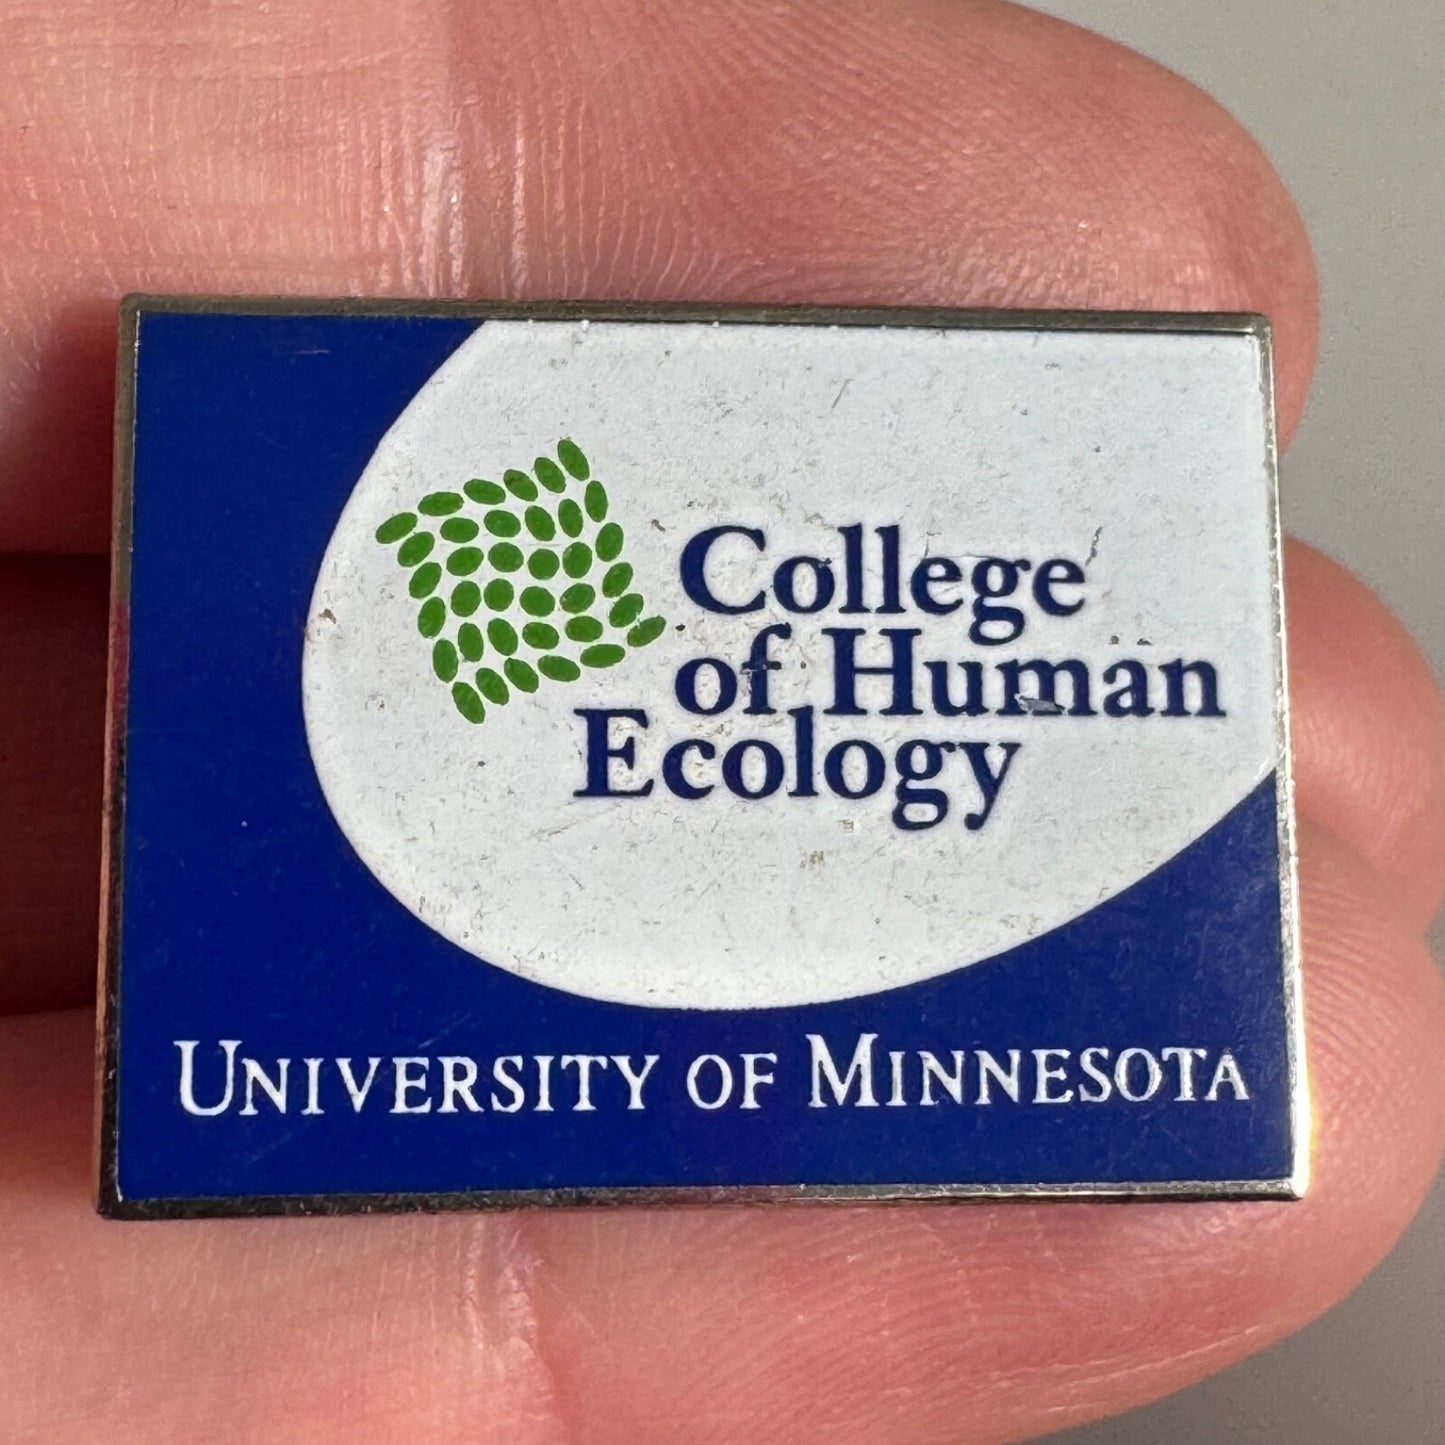 College
of Human
Ecology
UNIVERSITY OF MINNESOTA